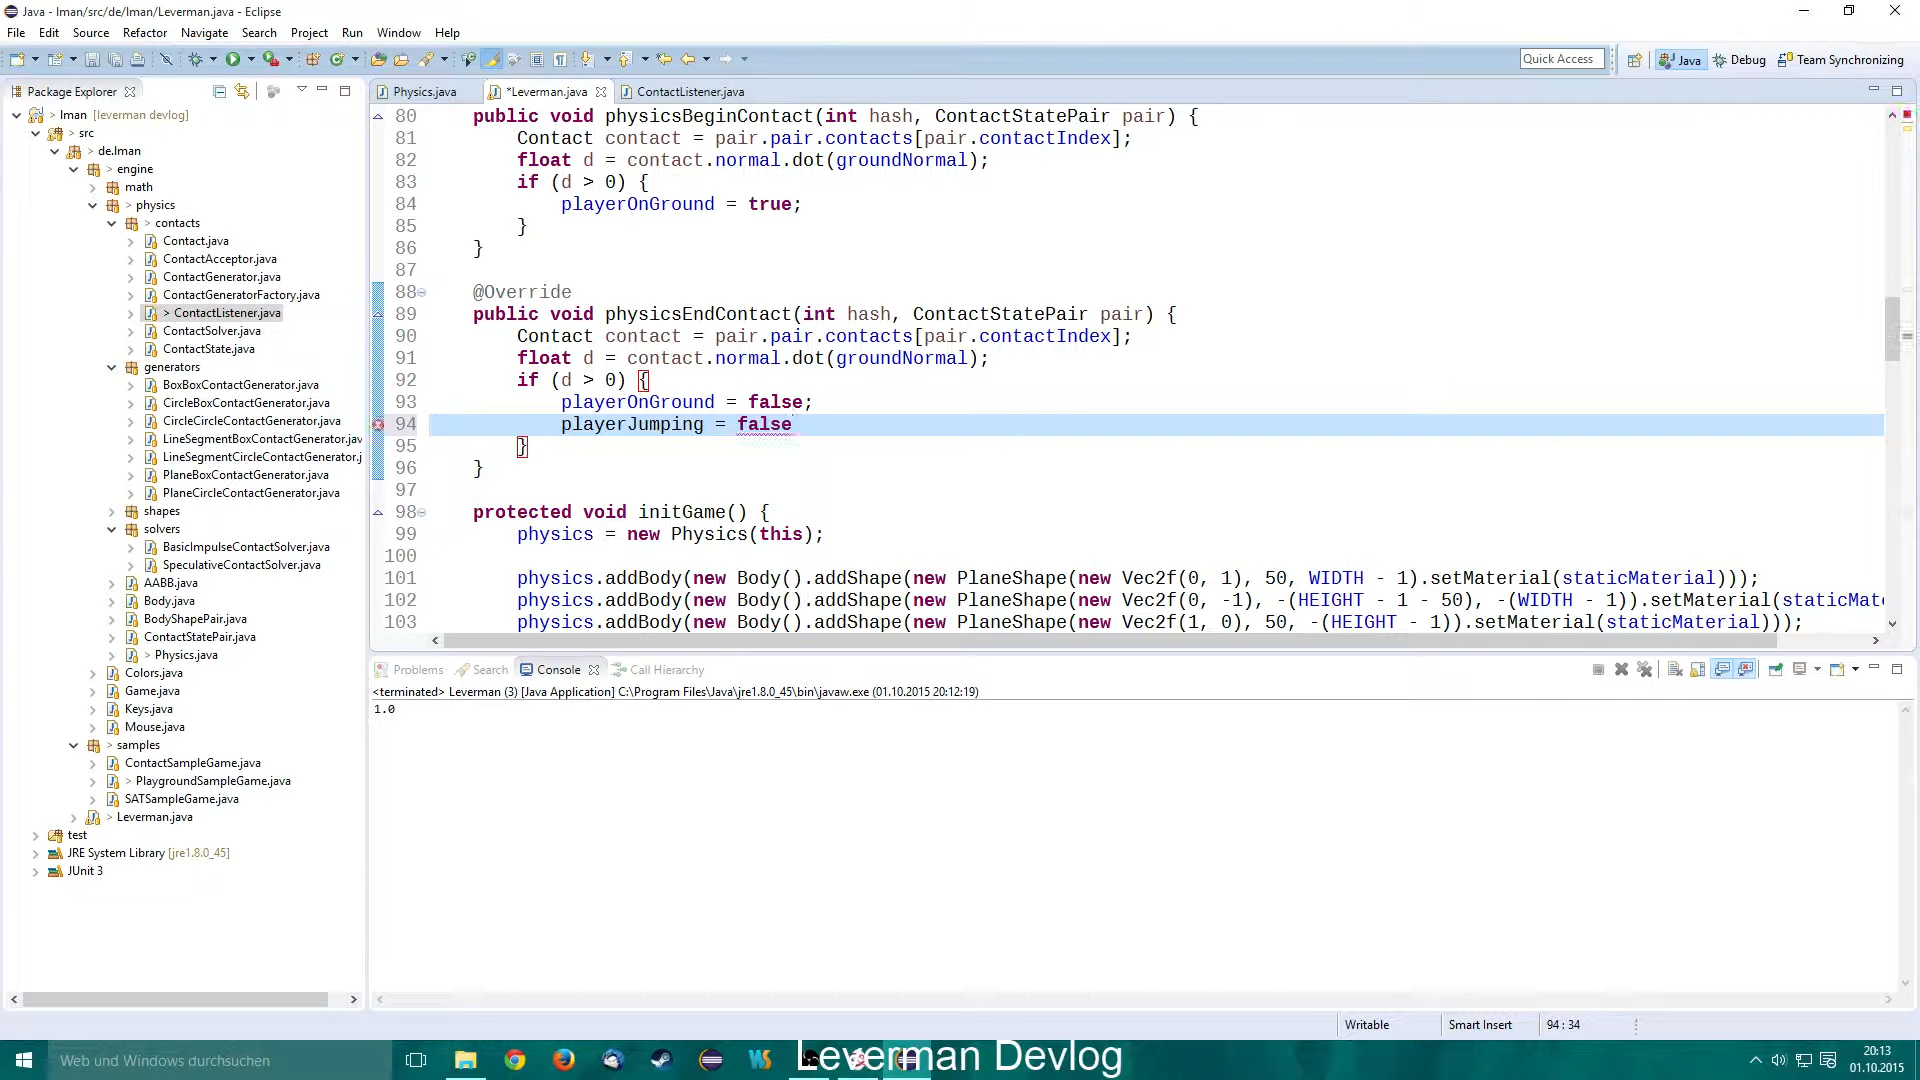 Java - lman/src/de/lman/Leverman.java - Eclipse
File Edit Source Refactor Navigate Search Project Run Window Help
Quick Access Java Debug Team Synchronizing
Package Explorer
> lman [leverman devlog]
> src
> de.lman
> engine
math
> physics
> contacts
Contact.java
ContactAcceptor.java
ContactGenerator.java
ContactGeneratorFactory.java
> ContactListener.java
ContactSolver.java
ContactState.java
generators
BoxBoxContactGenerator.java
CircleBoxContactGenerator.java
CircleCircleContactGenerator.java
LineSegmentBoxContactGenerator.jav
LineSegmentCircleContactGenerator.j
PlaneBoxContactGenerator.java
PlaneCircleContactGenerator.java
shapes
solvers
BasicImpulseContactSolver.java
SpeculativeContactSolver.java
AABB.java
Body.java
BodyShapePair.java
ContactStatePair.java
> Physics.java
Colors.java
Game.java
Keys.java
Mouse.java
> samples
ContactSampleGame.java
> PlaygroundSampleGame.java
SATSampleGame.java
> Leverman.java
test
JRE System Library [jre1.8.0_45]
JUnit 3
Physics.java *Leverman.java ContactListener.java
80 public void physicsBeginContact(int hash, ContactStatePair pair) {
81 Contact contact = pair.pair.contacts[pair.contactIndex];
82 float d = contact.normal.dot(groundNormal);
83 if (d > 0) {
84 playerOnGround = true;
85 }
86 }
87
88 @Override
89 public void physicsEndContact(int hash, ContactStatePair pair) {
90 Contact contact = pair.pair.contacts[pair.contactIndex];
91 float d = contact.normal.dot(groundNormal);
92 if (d > 0) {
93 playerOnGround = false;
94 playerJumping = false
95 }
96 }
97
98 protected void initGame() {
99 physics = new Physics(this);
100
101 physics.addBody(new Body().addShape(new PlaneShape(new Vec2f(0, 1), 50, WIDTH - 1).setMaterial(staticMaterial)));
102 physics.addBody(new Body().addShape(new PlaneShape(new Vec2f(0, -1), -(HEIGHT - 1 - 50), -(WIDTH - 1)).setMaterial(staticMate
103 physics.addBody(new Body().addShape(new PlaneShape(new Vec2f(1, 0), 50, -(HEIGHT - 1)).setMaterial(staticMaterial)));
Problems Search Console Call Hierarchy
<terminated> Leverman (3) [Java Application] C:\Program Files\Java\jre1.8.0_45\bin\javaw.exe (01.10.2015 20:12:19)
1.0
Writable Smart Insert 94 : 34
Web und Windows durchsuchen
Leverman Devlog
20:13
01.10.2015